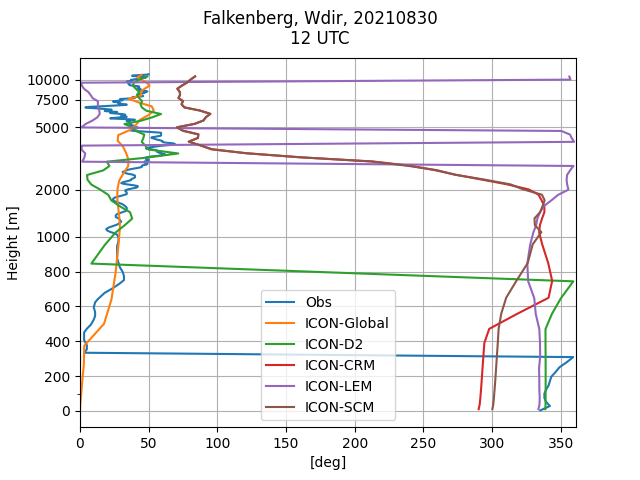 Falkenberg, Wdir, 20210830
12 UTC
Height [m]
10000
7500
5000
2000
1000
800
600
400
200
0
Obs
ICON-Global
ICON-D2
ICON-CRM
ICON-LEM
ICON-SCM
0
50
100
150
200
250
300
350
[deg]